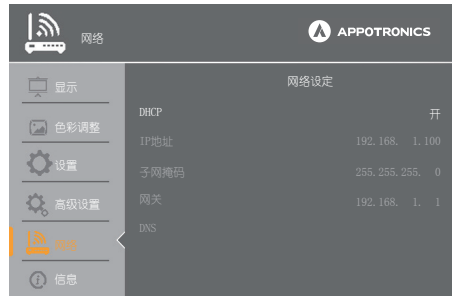 网络
APPOTRONICS
显示
色彩调整
设置
高级设置
网络
信息
网络设定
DHCP 开
IP地址 192.168. 1.100
子网掩码 255.255.255. 0
网关 192.168. 1. 1
DNS